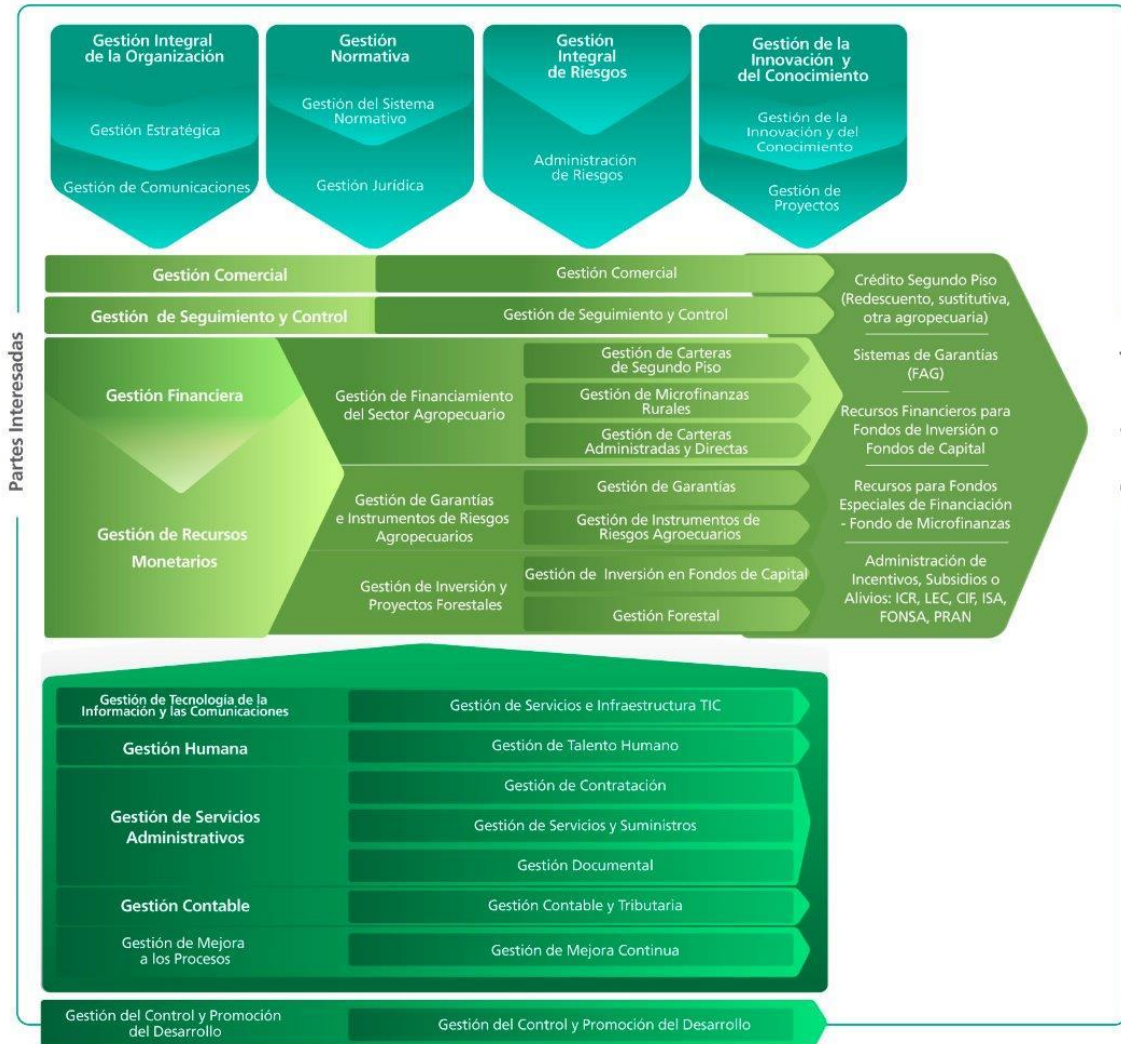 Partes Interesadas
Gestión Integral
de la Organización
Gestión Estratégica
Gestión de Comunicaciones
Gestión
Normativa
Gestión del Sistema
Normativo
Gestión Jurídica
Gestión
Integral
de Riesgos
Administración
de Riesgos
Gestión de la
Innovación y
del Conocimiento
Gestión de la
Innovación y del
Conocimiento
Gestión de
Proyectos
Gestión Comercial
Gestión Comercial
Gestión de Seguimiento y Control
Gestión de Seguimiento y Control
Gestión Financiera
Gestión de Recursos
Monetarios
Gestión de Financiamiento
del Sector Agropecuario
Gestión de Carteras
de Segundo Piso
Gestión de Microfinanzas
Rurales
Gestión de Carteras
Administradas y Directas
Gestión de Garantías
e Instrumentos de Riesgos
Agropecuarios
Gestión de Garantías
Gestión de Instrumentos de
Riesgos Agroecuarios
Gestión de Inversión y
Proyectos Forestales
Gestión de Inversión en Fondos de Capital
Gestión Forestal
Crédito Segundo Piso
(Redescuento, sustitutiva,
otra agropecuaria)
Sistemas de Garantías
(FAG)
Recursos Financieros para
Fondos de Inversión o
Fondos de Capital
Recursos para Fondos
Especiales de Financiación
- Fondo de Microfinanzas
Administración de
Incentivos, Subsidios o
Alivios: ICR, LEC, CIF, ISA,
FONSA, PRAN
Gestión de Tecnología de la
Información y las Comunicaciones
Gestión de Servicios e Infraestructura TIC
Gestión Humana
Gestión de Talento Humano
Gestión de Servicios
Administrativos
Gestión de Contratación
Gestión de Servicios y Suministros
Gestión Documental
Gestión Contable
Gestión Contable y Tributaria
Gestión de Mejora
a los Procesos
Gestión de Mejora Continua
Gestión del Control y Promoción
del Desarrollo
Gestión del Control y Promoción del Desarrollo